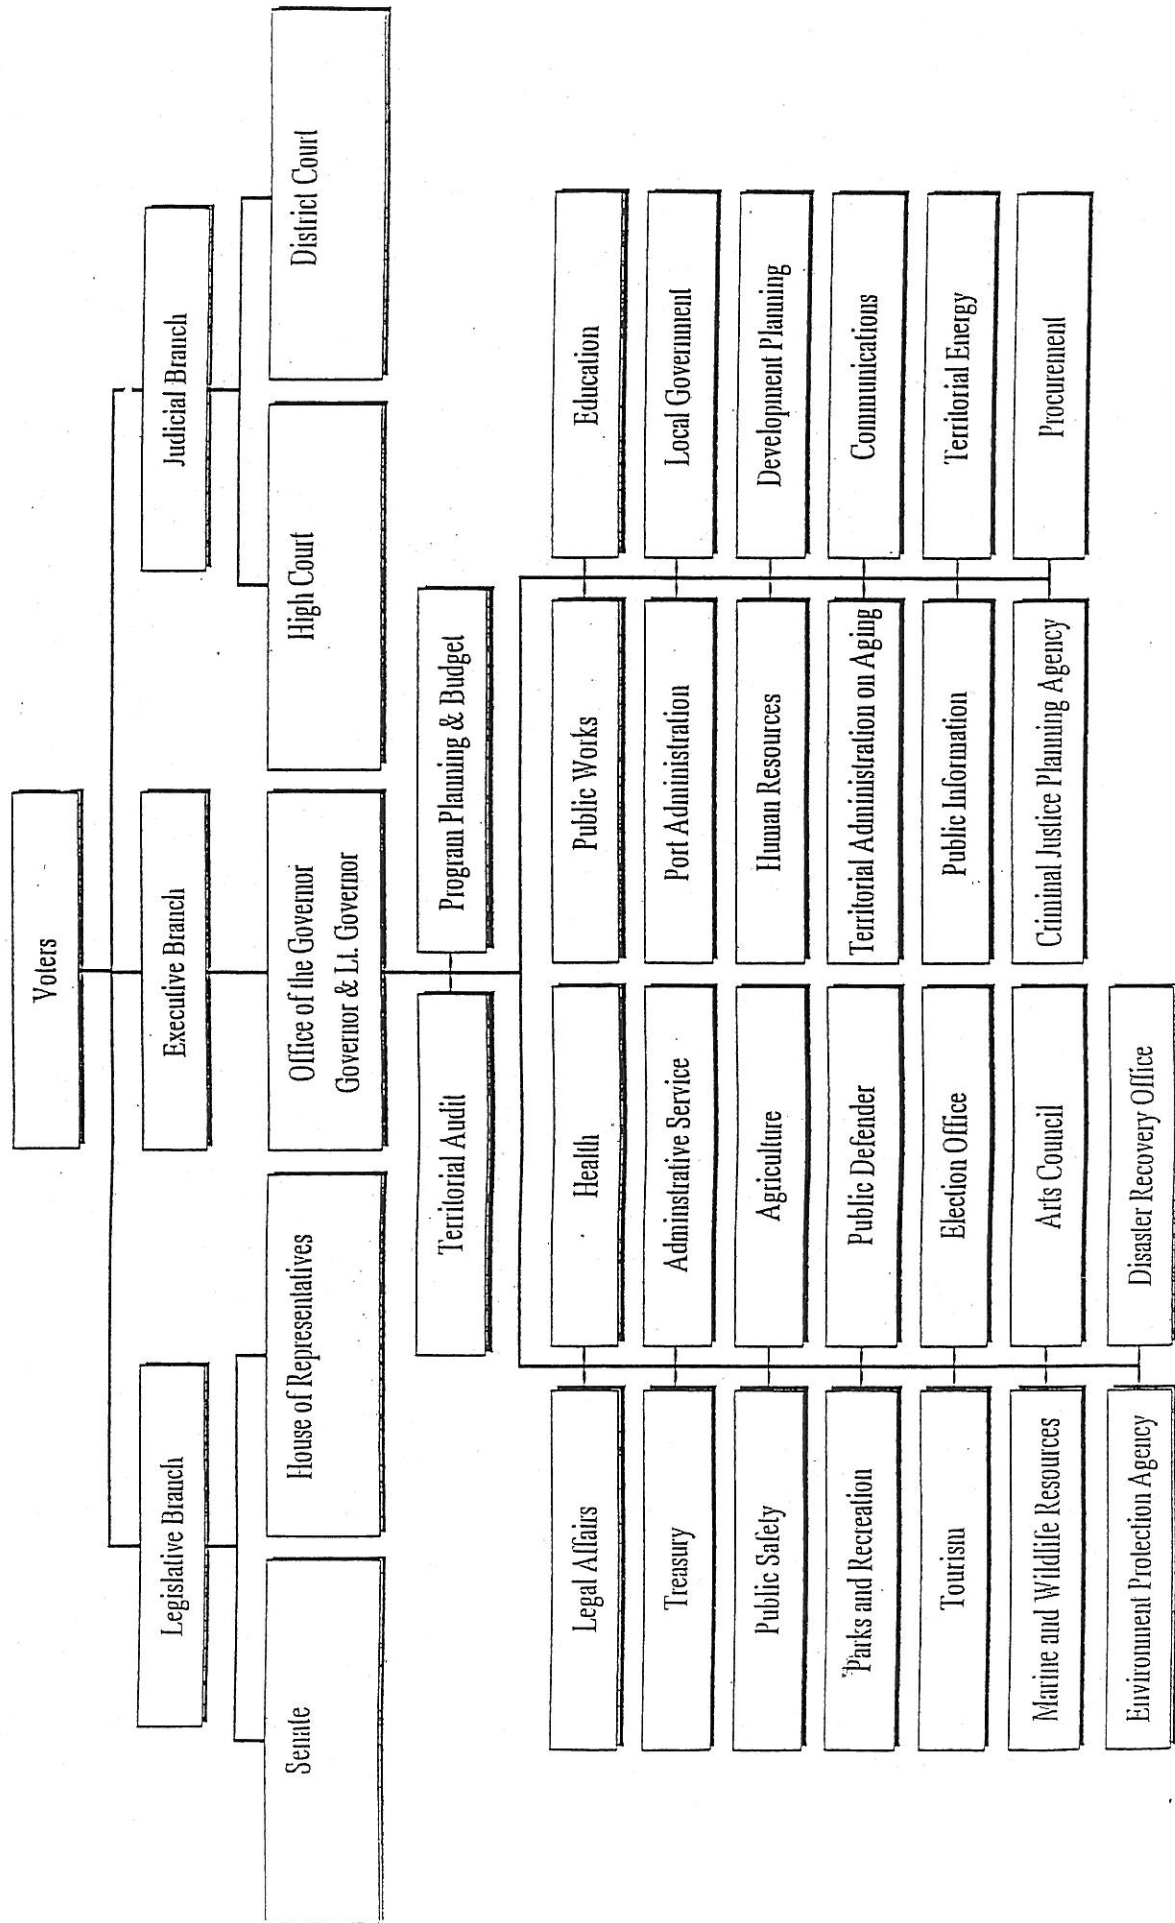 Voters
Legislative Branch
Executive Branch
Judicial Branch
Senate
House of Representatives
Office of the Governor
Governor & Lt. Governor
High Court
District Court
Territorial Audit
Program Planning & Budget
Legal Affairs
Health
Public Works
Education
Treasury
Adminstrative Service
Port Administration
Local Government
Public Safety
Agriculture
Human Resources
Development Planning
Parks and Recreation
Public Defender
Territorial Administration on Aging
Communications
Tourism
Election Office
Public Information
Territorial Energy
Marine and Wildlife Resources
Arts Council
Criminal Justice Planning Agency
Procurement
Environment Protection Agency
Disaster Recovery Office